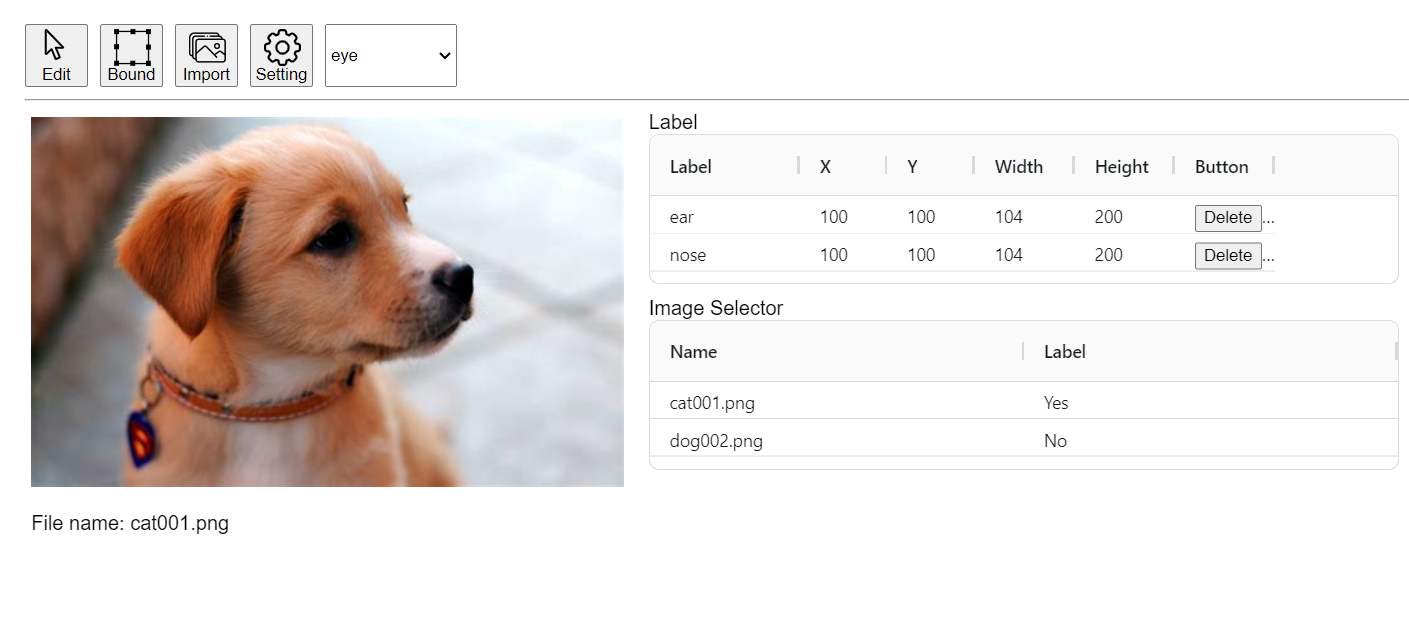 Edit Bound Import Setting eye
Label
Label X Y Width Height Button
ear 100 100 104 200 Delete...
nose 100 100 104 200 Delete...
Image Selector
Name Label
cat001.png Yes
dog002.png No
File name: cat001.png